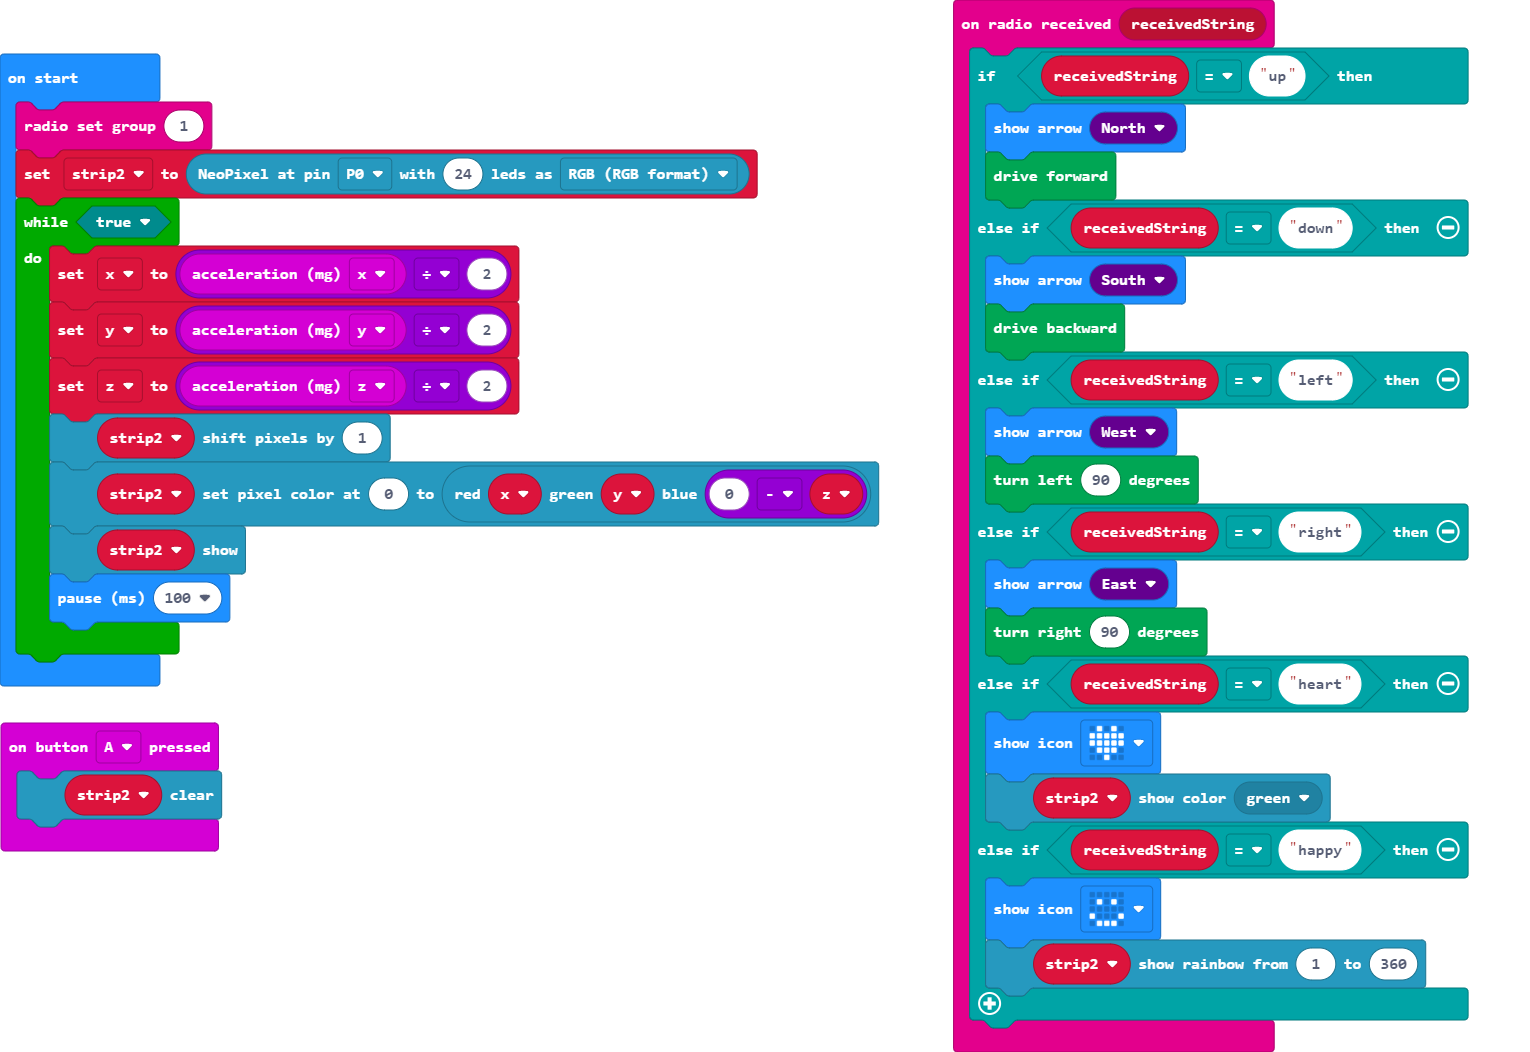 on start
radio set group 1
set strip2 to NeoPixel at pin P0 with 24 leds as RGB (RGB format)
while true
do
set x to acceleration (mg) x ÷ 2
set y to acceleration (mg) y ÷ 2
set z to acceleration (mg) z ÷ 2
strip2 shift pixels by 1
strip2 set pixel color at 0 to red x green y blue 0 - z
strip2 show
pause (ms) 100
on button A pressed
strip2 clear
on radio received receivedString
if receivedString = "up" then
show arrow North
drive forward
else if receivedString = "down" then
show arrow South
drive backward
else if receivedString = "left" then
show arrow West
turn left 90 degrees
else if receivedString = "right" then
show arrow East
turn right 90 degrees
else if receivedString = "heart" then
show icon
strip2 show color green
else if receivedString = "happy" then
show icon
strip2 show rainbow from 1 to 360